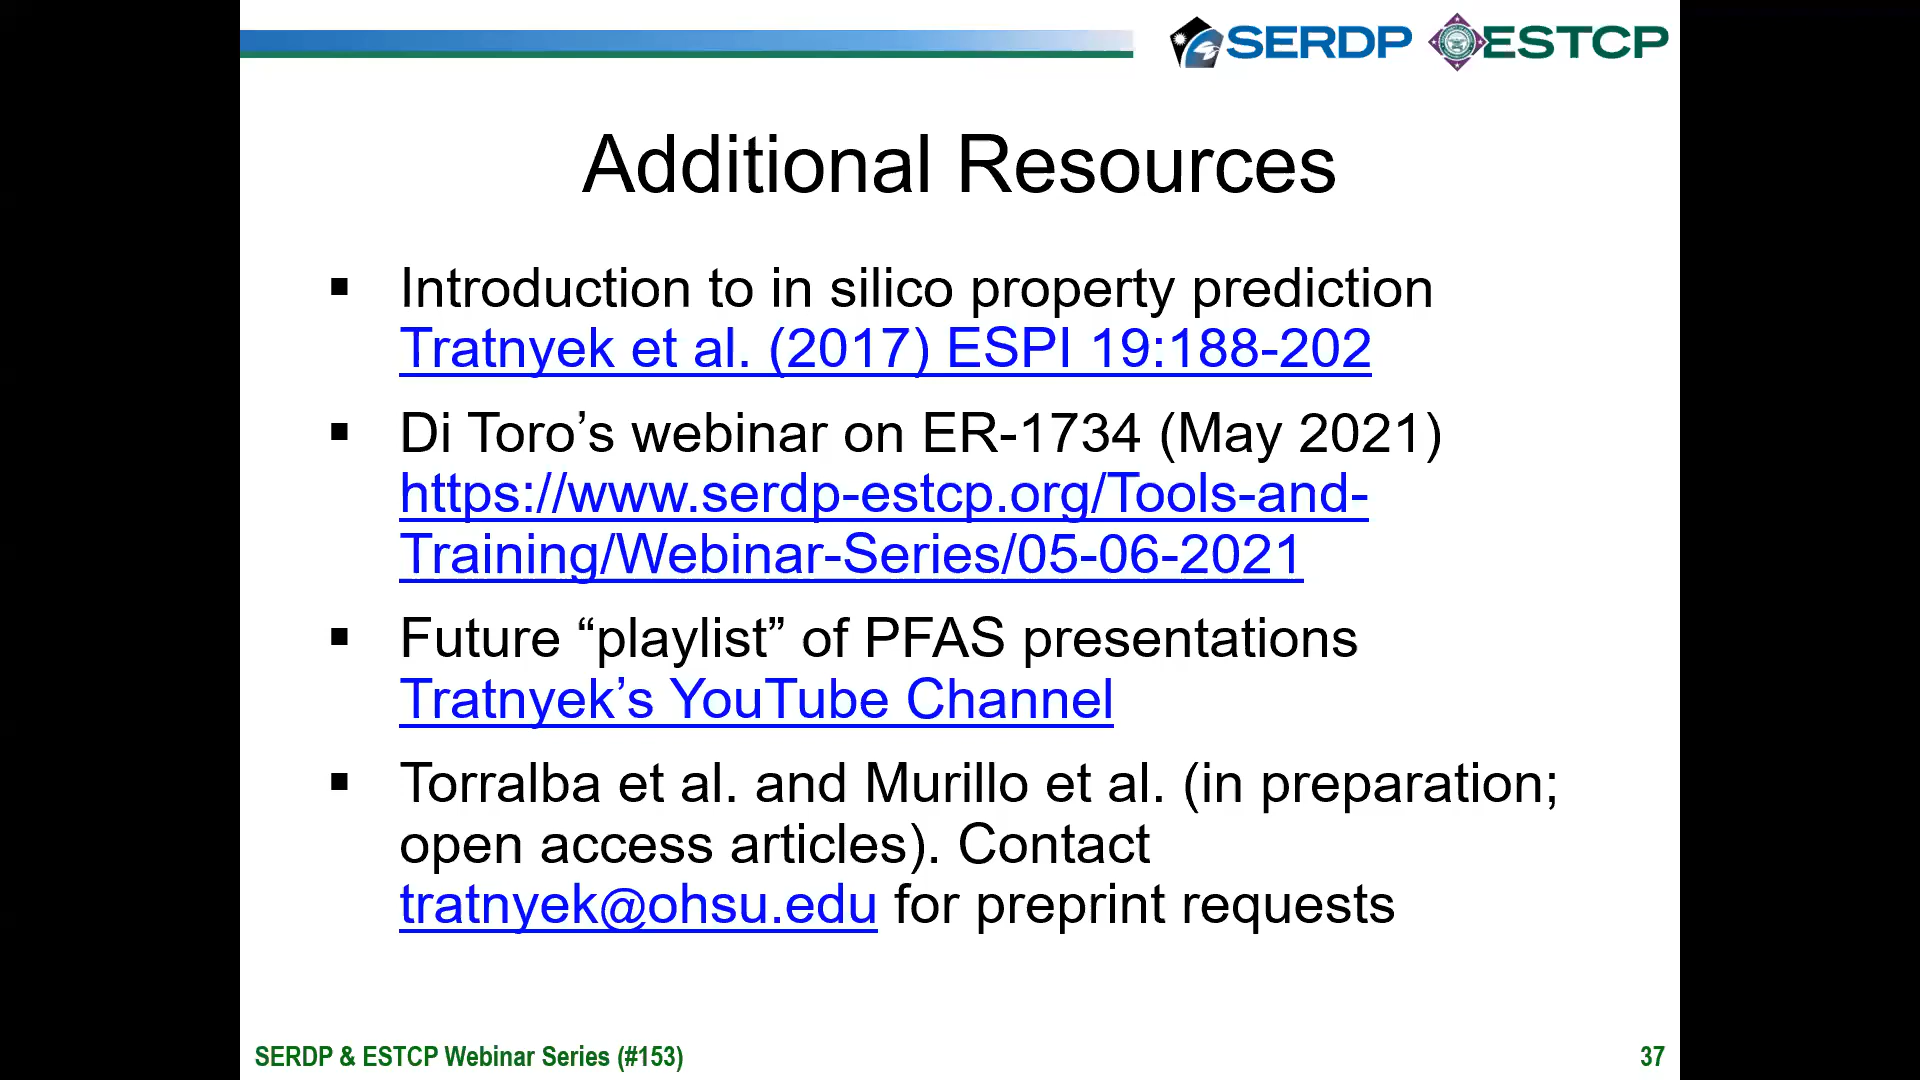 SERDP ESTCP
Additional Resources
▪ Introduction to in silico property prediction
Tratnyek et al. (2017) ESPI 19:188-202
▪ Di Toro’s webinar on ER-1734 (May 2021)
https://www.serdp-estcp.org/Tools-and-
Training/Webinar-Series/05-06-2021
▪ Future “playlist” of PFAS presentations
Tratnyek’s YouTube Channel
▪ Torralba et al. and Murillo et al. (in preparation;
open access articles). Contact
tratnyek@ohsu.edu for preprint requests
SERDP & ESTCP Webinar Series (#153)
37